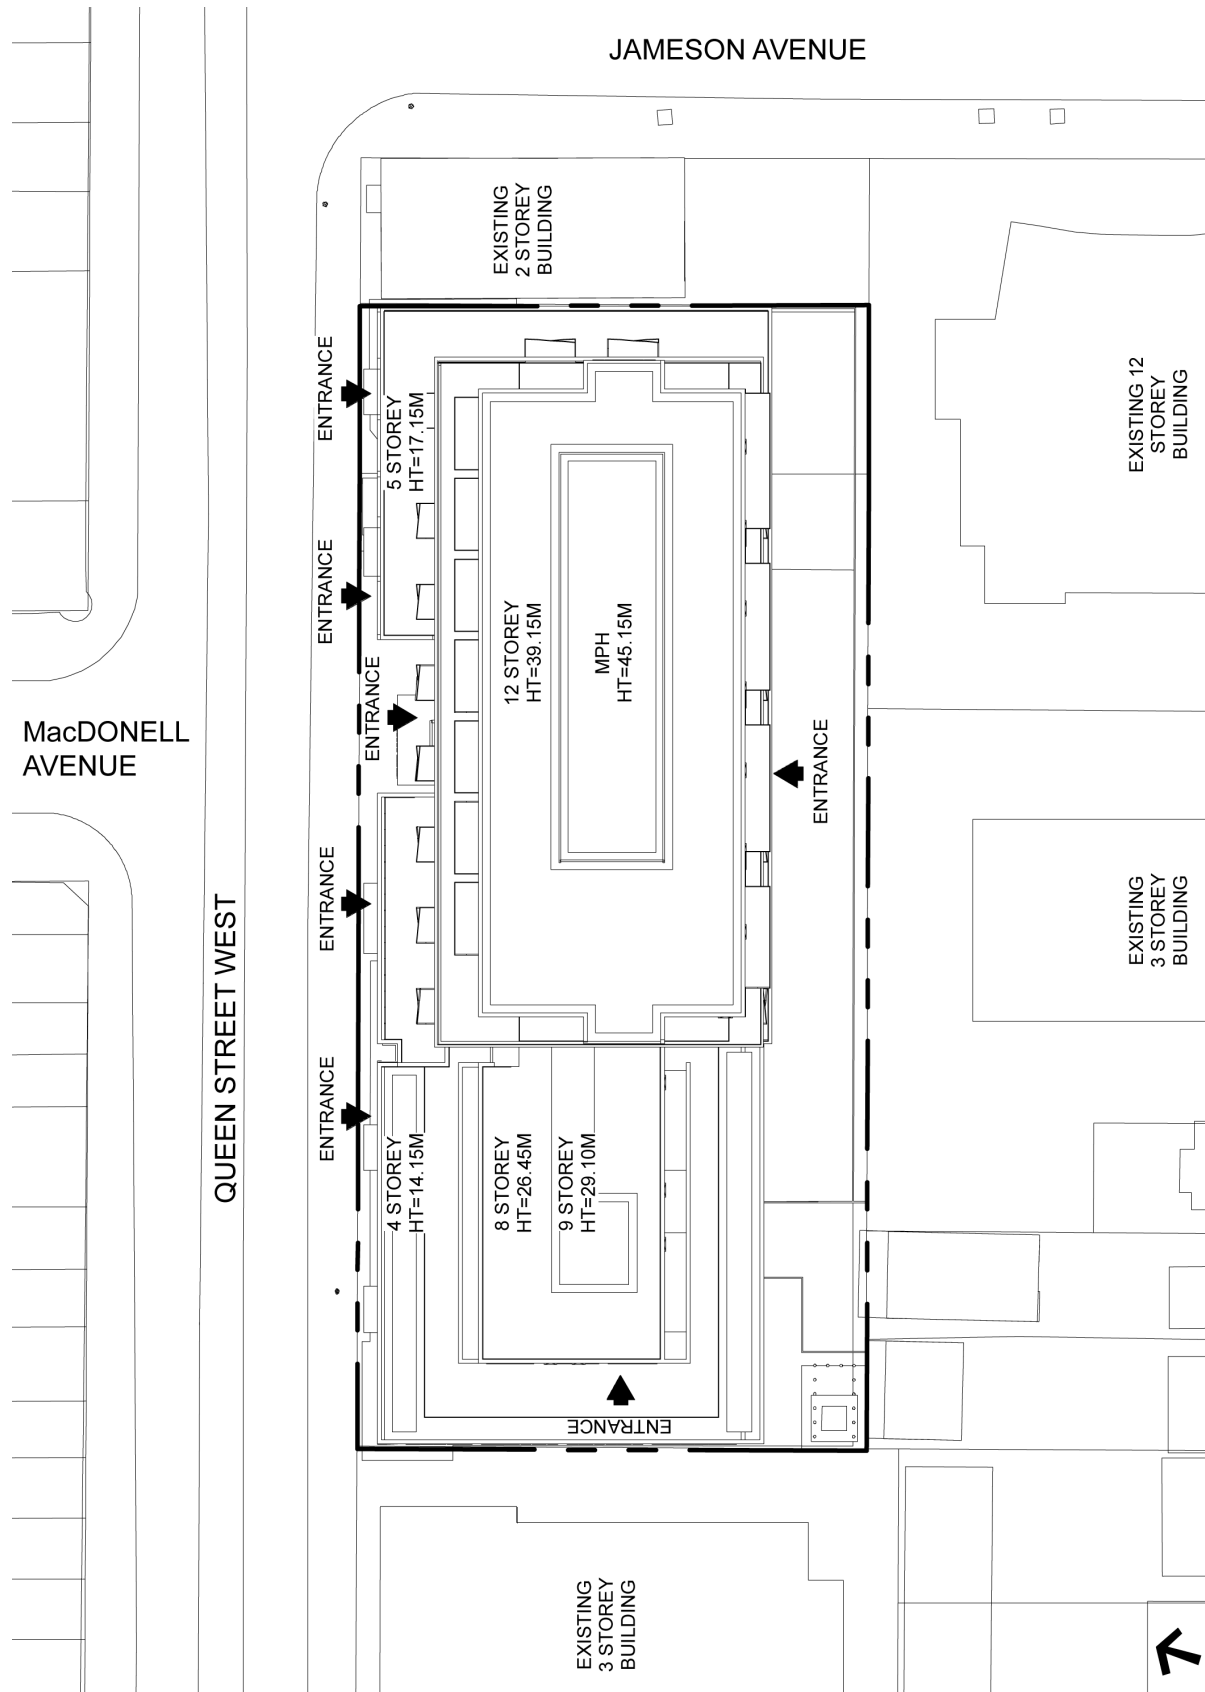 JAMESON AVENUE
EXISTING
2 STOREY
BUILDING
ENTRANCE
5 STOREY
HT=17.15M
EXISTING 12
STOREY
BUILDING
ENTRANCE
12 STOREY
HT=39.15M
MPH
HT=45.15M
ENTRANCE
MacDONELL
AVENUE
ENTRANCE
ENTRANCE
EXISTING
3 STOREY
BUILDING
QUEEN STREET WEST
ENTRANCE
4 STOREY
HT=14.15M
8 STOREY
HT=26.45M
9 STOREY
HT=29.10M
ENTRANCE
EXISTING
3 STOREY
BUILDING